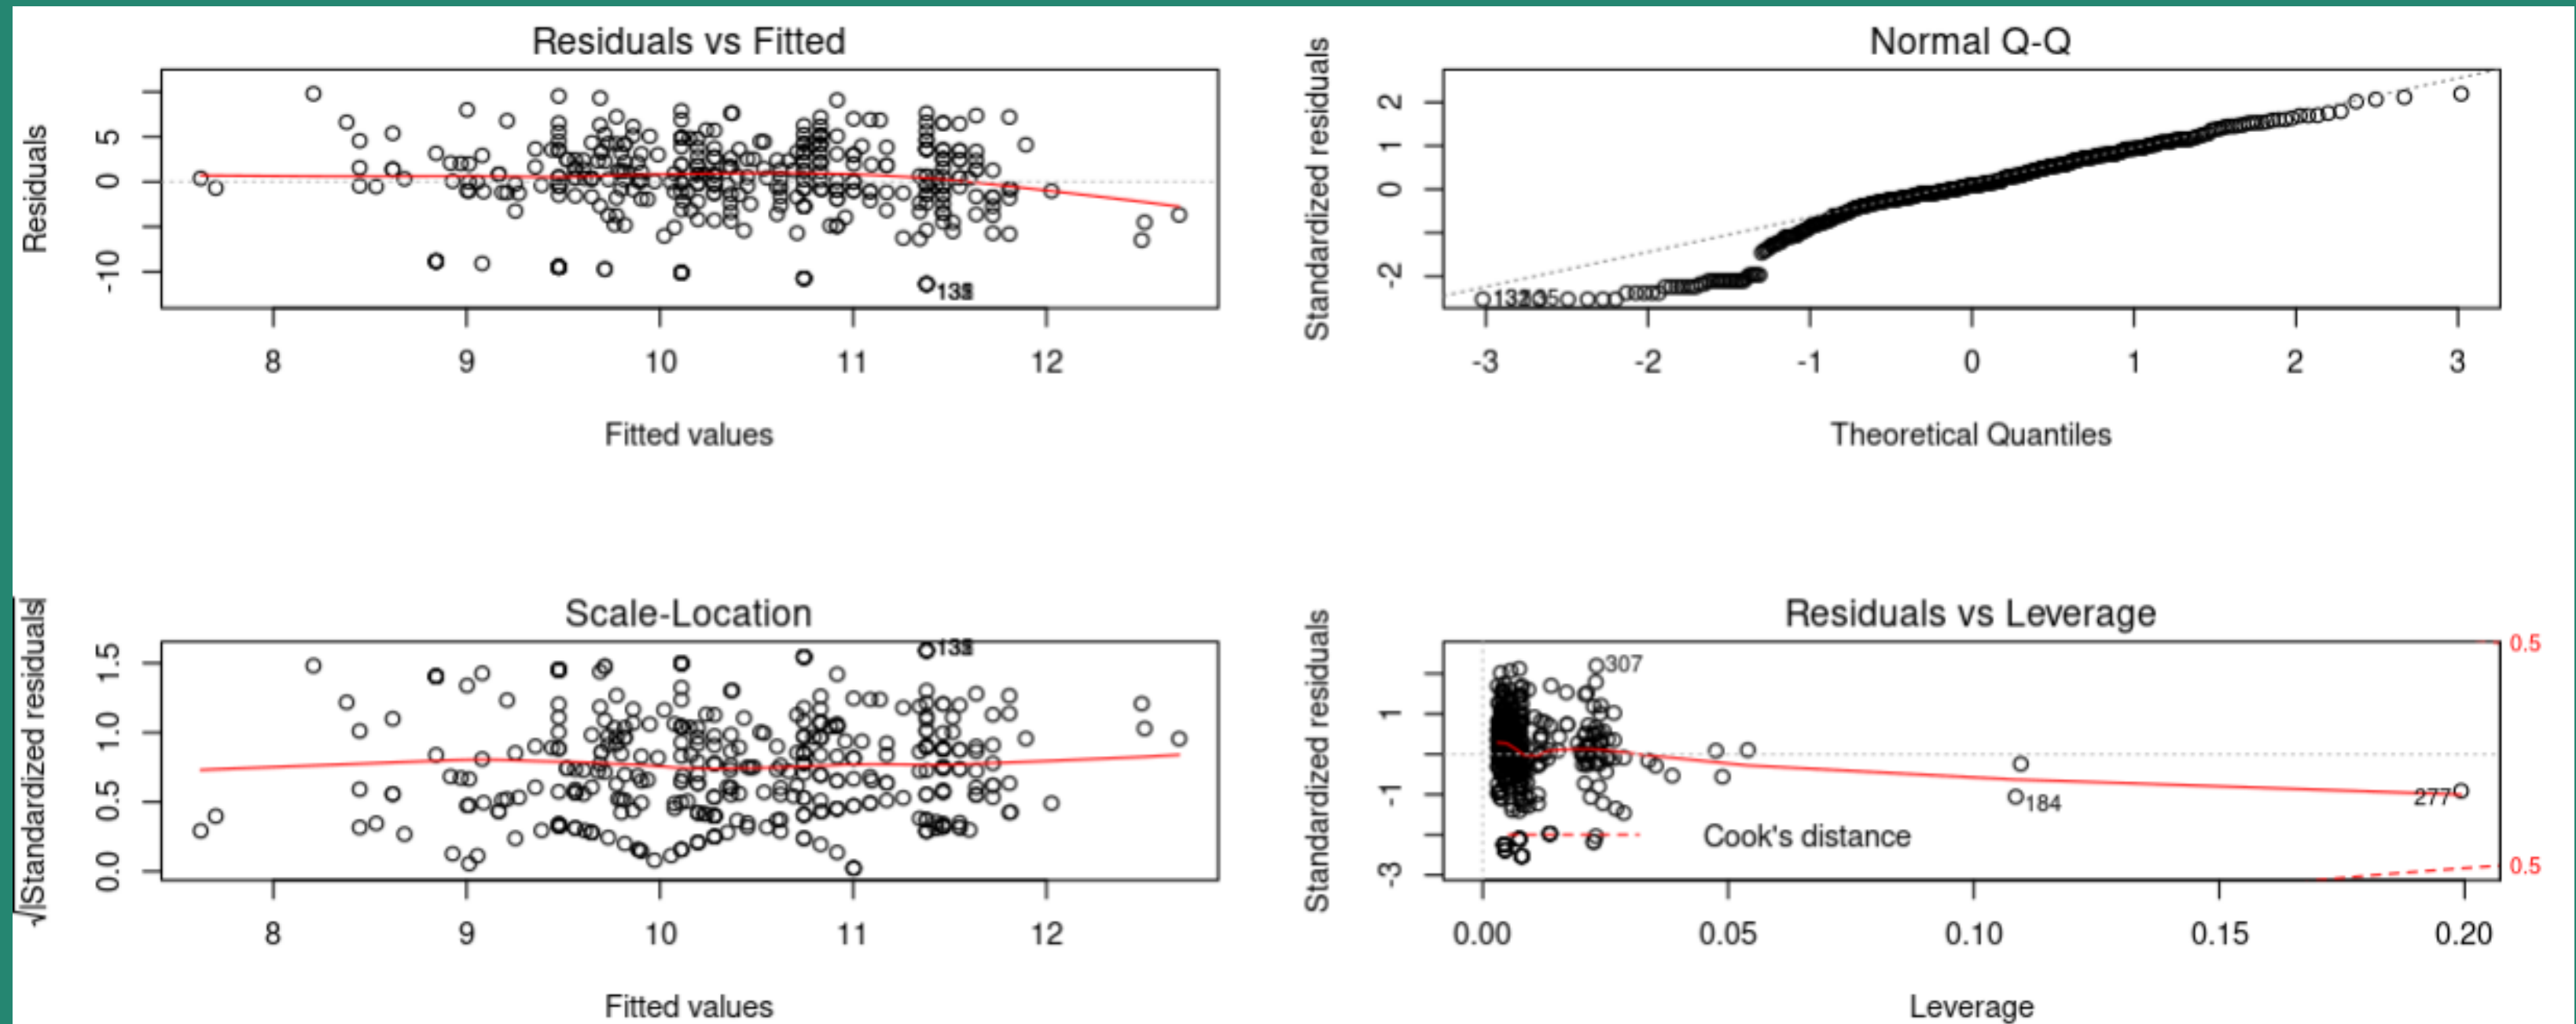 Residuals vs Fitted
Residuals
5
0
-10
8 9 10 11 12
Fitted values
Normal Q-Q
Standardized residuals
2
1
0
-2
-3 -2 -1 0 1 2 3
Theoretical Quantiles
Scale-Location
√|Standardized residuals|
1.5
1.0
0.5
0.0
8 9 10 11 12
Fitted values
Residuals vs Leverage
Standardized residuals
0.5
307
1
-1
277
184
Cook's distance
0.5
-3
0.00 0.05 0.10 0.15 0.20
Leverage